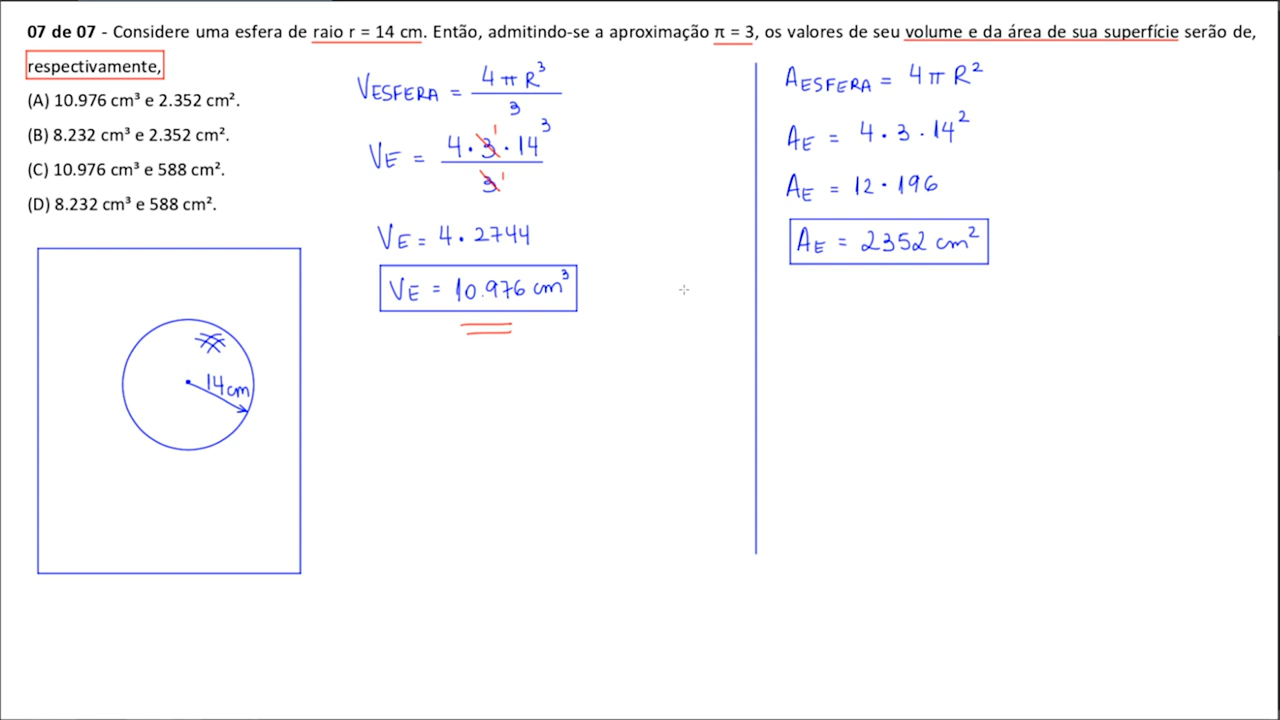 07 de 07 - Considere uma esfera de raio r = 14 cm. Então, admitindo-se a aproximação π = 3, os valores de seu volume e da área de sua superfície serão de,
respectivamente,
(A) 10.976 cm³ e 2.352 cm².
(B) 8.232 cm³ e 2.352 cm².
(C) 10.976 cm³ e 588 cm².
(D) 8.232 cm³ e 588 cm².
VESFERA = 4πR³/3
VE = 4.3¹.14³/3¹
VE = 4.2744
VE = 10.976 cm³
AESFERA = 4πR²
AE = 4.3.14²
AE = 12.196
AE = 2352 cm²
14cm